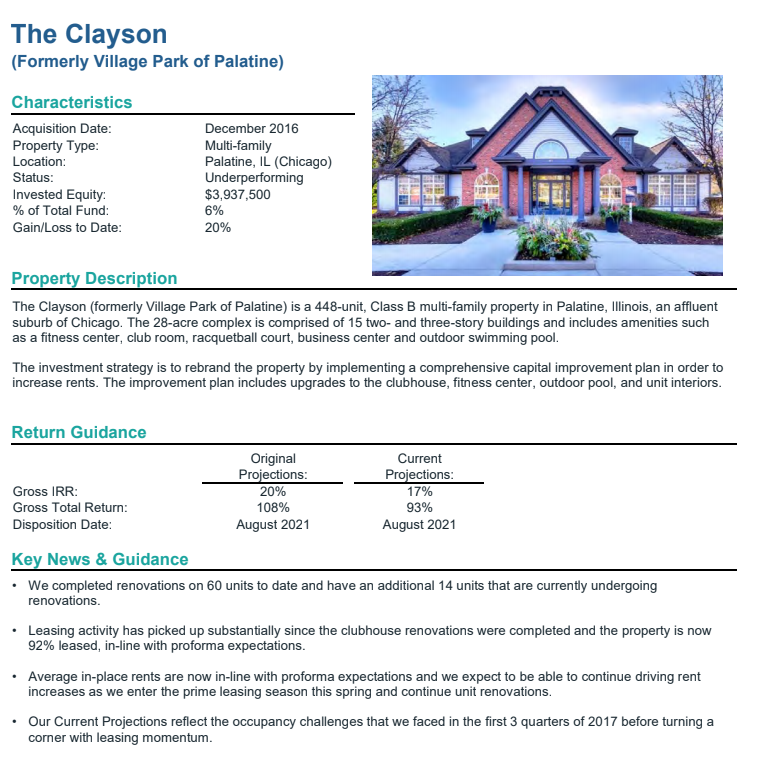 The Clayson
(Formerly Village Park of Palatine)
Characteristics
Acquisition Date: December 2016
Property Type: Multi-family
Location: Palatine, IL (Chicago)
Status: Underperforming
Invested Equity: $3,937,500
% of Total Fund: 6%
Gain/Loss to Date: 20%
Property Description
The Clayson (formerly Village Park of Palatine) is a 448-unit, Class B multi-family property in Palatine, Illinois, an affluent
suburb of Chicago. The 28-acre complex is comprised of 15 two- and three-story buildings and includes amenities such
as a fitness center, club room, racquetball court, business center and outdoor swimming pool.
The investment strategy is to rebrand the property by implementing a comprehensive capital improvement plan in order to
increase rents. The improvement plan includes upgrades to the clubhouse, fitness center, outdoor pool, and unit interiors.
Return Guidance
Original Current
Projections: Projections:
Gross IRR: 20% 17%
Gross Total Return: 108% 93%
Disposition Date: August 2021 August 2021
Key News & Guidance
• We completed renovations on 60 units to date and have an additional 14 units that are currently undergoing
renovations.
• Leasing activity has picked up substantially since the clubhouse renovations were completed and the property is now
92% leased, in-line with proforma expectations.
• Average in-place rents are now in-line with proforma expectations and we expect to be able to continue driving rent
increases as we enter the prime leasing season this spring and continue unit renovations.
• Our Current Projections reflect the occupancy challenges that we faced in the first 3 quarters of 2017 before turning a
corner with leasing momentum.